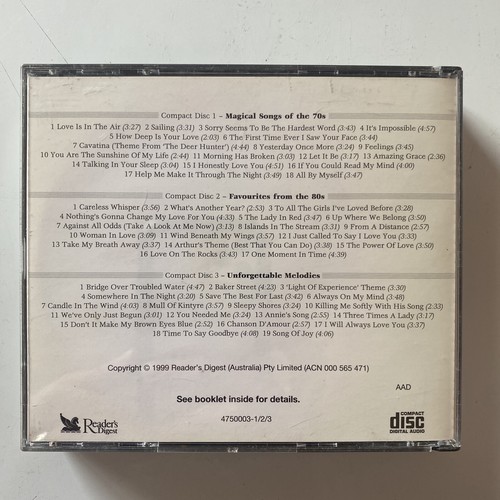 Compact Disc 1 – Magical Songs of the 70s
1 Love Is In The Air (3:27) 2 Sailing (3:31) 3 Sorry Seems To Be The Hardest Word (3:43) 4 It's Impossible (4:57)
5 How Deep Is Your Love (2:03) 6 The First Time Ever I Saw Your Face (4:44)
7 Cavatina (Theme From 'The Deer Hunter') (4:44) 8 Yesterday Once More (3:24) 9 Feelings (3:45)
10 You Are The Sunshine Of My Life (2:44) 11 Morning Has Broken (3:03) 12 Let It Be (3:17) 13 Amazing Grace (2.36)
14 Talking In Your Sleep (3:04) 15 I Honestly Love You (4:51) 16 If You Could Read My Mind (4:00)
17 Help Me Make It Through The Night (3:49) 18 All By Myself (3:47)
Compact Disc 2 – Favourites from the 80s
1 Careless Whisper (3:56) 2 What's Another Year? (2:53) 3 To All The Girls I've Loved Before (3:28)
4 Nothing's Gonna Change My Love For You (4:33) 5 The Lady In Red (3:47) 6 Up Where We Belong (3:50)
7 Against All Odds (Take A Look At Me Now) (3:13) 8 Islands In The Stream (3:31) 9 From A Distance (2:57)
10 Woman In Love (3:09) 11 Wind Beneath My Wings (3:57) 12 I Just Called To Say I Love You (3:33)
13 Take My Breath Away (3:37) 14 Arthur's Theme (Best That You Can Do) (3:38) 15 The Power Of Love (3:50)
16 Love On The Rocks (3:43) 17 One Moment In Time (4:39)
Compact Disc 3 – Unforgettable Melodies
1 Bridge Over Troubled Water (4:47) 2 Baker Street (4:23) 3 'Light Of Experience' Theme (3:30)
4 Somewhere In The Night (3:20) 5 Save The Best For Last (3:42) 6 Always On My Mind (3:48)
7 Candle In The Wind (4:03) 8 Mull Of Kintyre (3:57) 9 Sleepy Shores (3:24) 10 Killing Me Softly With His Song (2:33)
11 We've Only Just Begun (3:01) 12 You Needed Me (3:24) 13 Annie's Song (2:55) 14 Three Times A Lady (3:17)
15 Don't It Make My Brown Eyes Blue (2:52) 16 Chanson D'Amour (2:57) 17 I Will Always Love You (3:37)
18 Time To Say Goodbye (4:08) 19 Song Of Joy (4:06)
Copyright © 1999 Reader's Digest (Australia) Pty Limited (ACN 000 565 471)
AAD
See booklet inside for details.
4750003-1/2/3
Reader's
Digest
COMPACT
disc
DIGITAL AUDIO